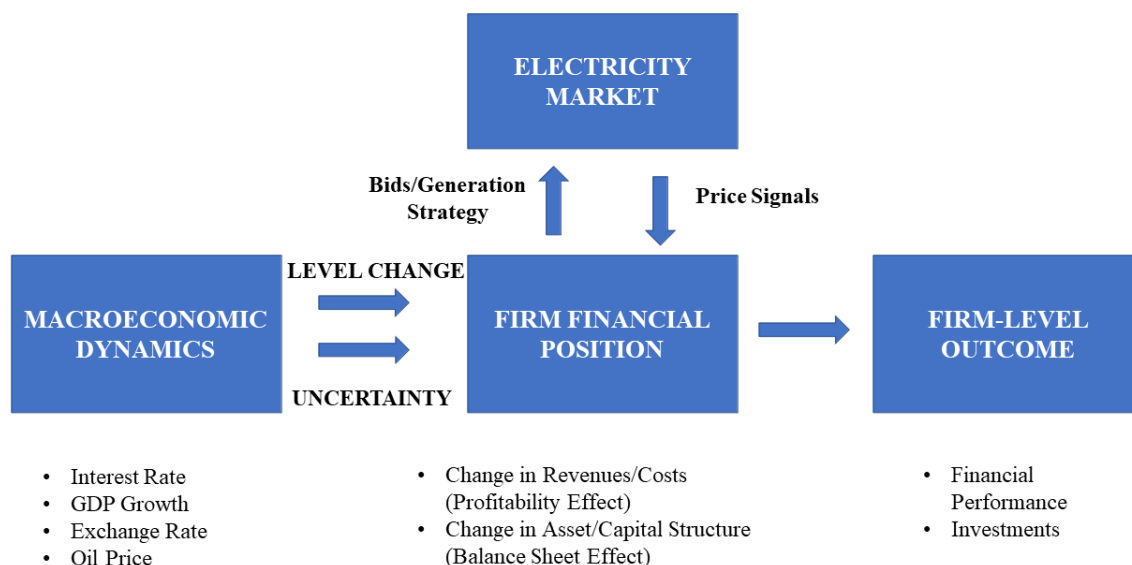 ELECTRICITY
MARKET
Bids/Generation
Strategy
Price Signals
MACROECONOMIC
DYNAMICS
LEVEL CHANGE
UNCERTAINTY
FIRM FINANCIAL
POSITION
FIRM-LEVEL
OUTCOME
• Interest Rate
• GDP Growth
• Exchange Rate
• Oil Price
• Change in Revenues/Costs
(Profitability Effect)
• Change in Asset/Capital Structure
(Balance Sheet Effect)
• Financial
Performance
• Investments